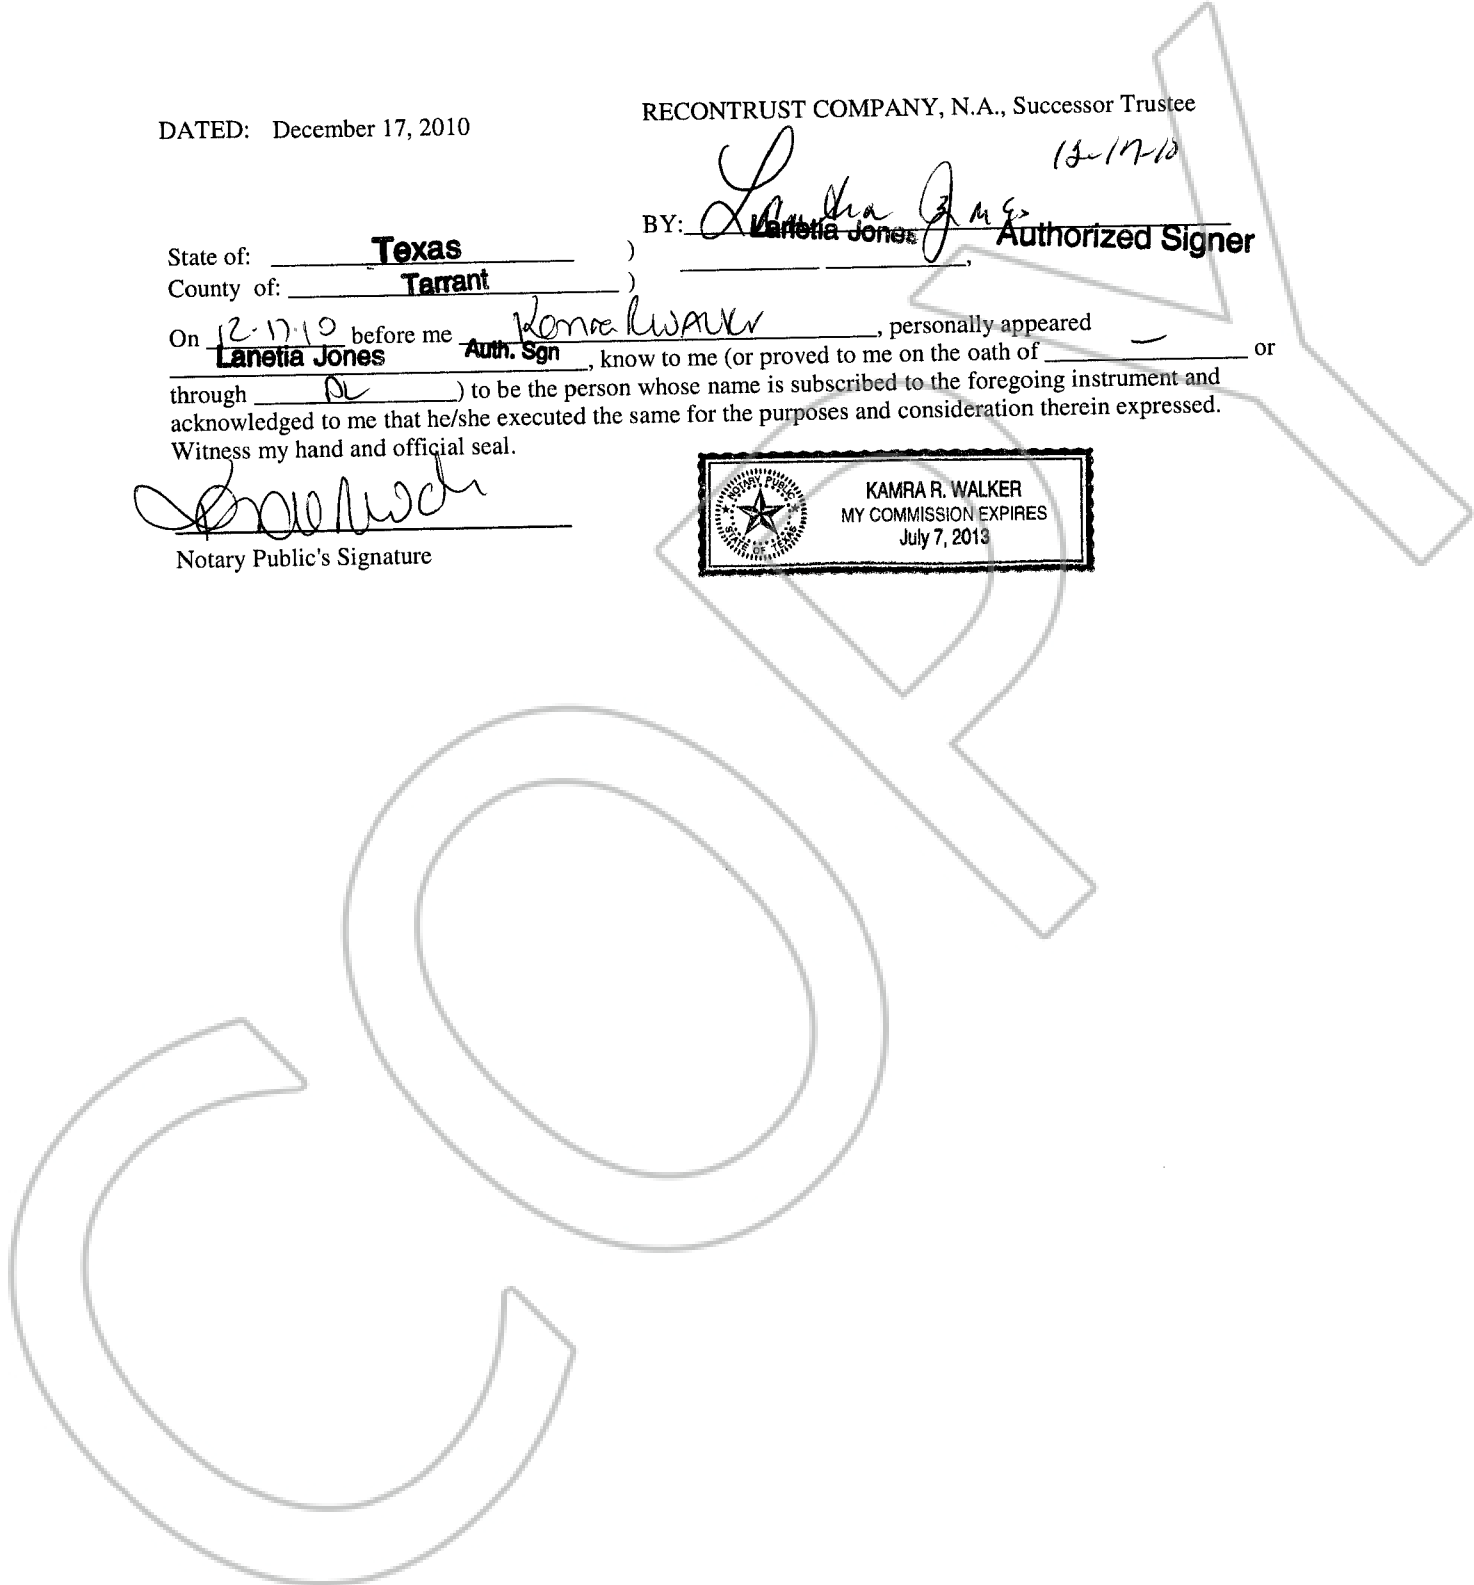 DATED: December 17, 2010
RECONTRUST COMPANY, N.A., Successor Trustee
12-17-10
BY: Lanetia Jones
Lanetia Jones Authorized Signer
State of: Texas )
County of: Tarrant )
On 12-17-10 before me Kamra R Walker, personally appeared
Lanetia Jones Auth. Sgn, know to me (or proved to me on the oath of — or
through DL ) to be the person whose name is subscribed to the foregoing instrument and
acknowledged to me that he/she executed the same for the purposes and consideration therein expressed.
Witness my hand and official seal.
Notary Public's Signature
NOTARY PUBLIC
STATE OF TEXAS
KAMRA R. WALKER
MY COMMISSION EXPIRES
July 7, 2013
COPY